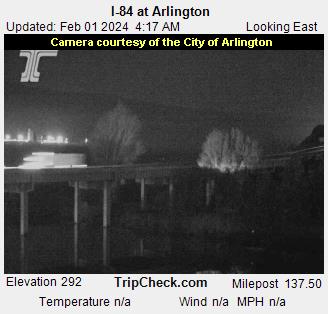 I-84 at Arlington
Updated: Feb 01 2024 4:17 AM Looking East
Camera courtesy of the City of Arlington
Elevation 292 TripCheck.com Milepost 137.50
Temperature n/a Wind n/a MPH n/a